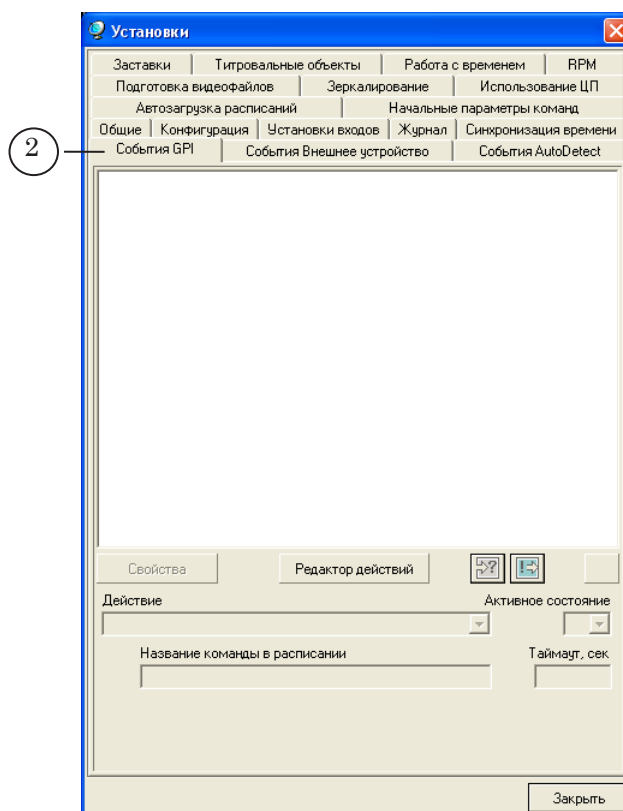 Установки
Заставки Титровальные объекты Работа с временем RPM
Подготовка видеофайлов Зеркалирование Использование ЦП
Автозагрузка расписаний Начальные параметры команд
Общие Конфигурация Установки входов Журнал Синхронизация времени
2 События GPI События Внешнее устройство События AutoDetect
Свойства Редактор действий ?
Действие Активное состояние
Название команды в расписании Таймаут, сек
Закрыть